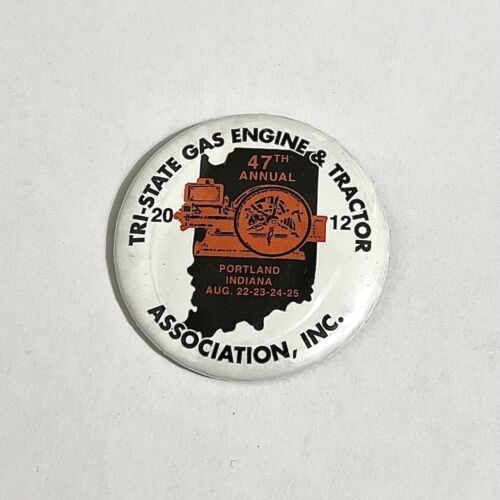 TRI-STATE GAS ENGINE & TRACTOR
47TH
ANNUAL
20 12
PORTLAND
INDIANA
AUG. 22-23-24-25
ASSOCIATION, INC.